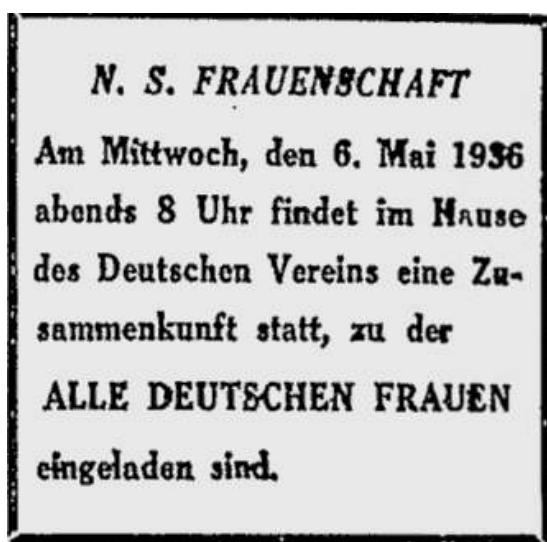 N. S. FRAUENSCHAFT
Am Mittwoch, den 6. Mai 1936
abends 8 Uhr findet im Hause
des Deutschen Vereins eine Zu-
sammenkunft statt, zu der
ALLE DEUTSCHEN FRAUEN
eingeladen sind.